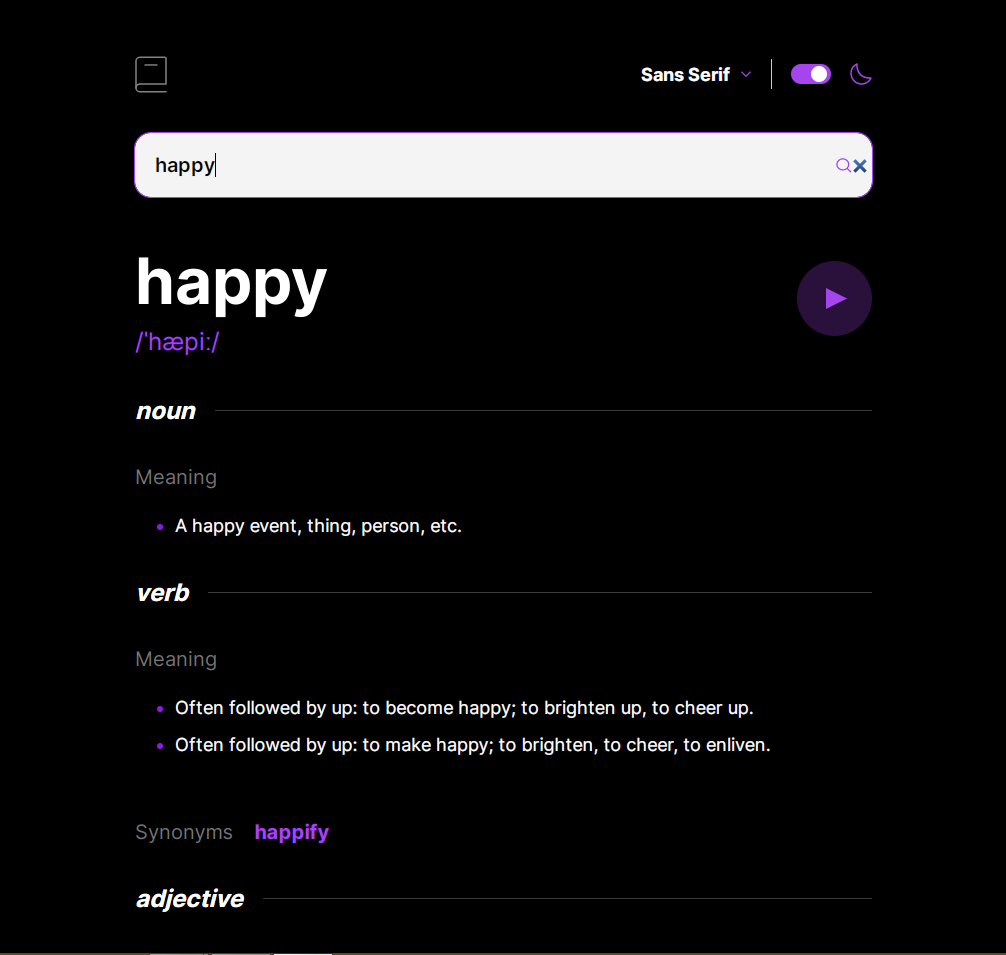 Sans Serif
happy
happy
/ˈhæpiː/
noun
Meaning
A happy event, thing, person, etc.
verb
Meaning
Often followed by up: to become happy; to brighten up, to cheer up.
Often followed by up: to make happy; to brighten, to cheer, to enliven.
Synonyms happify
adjective